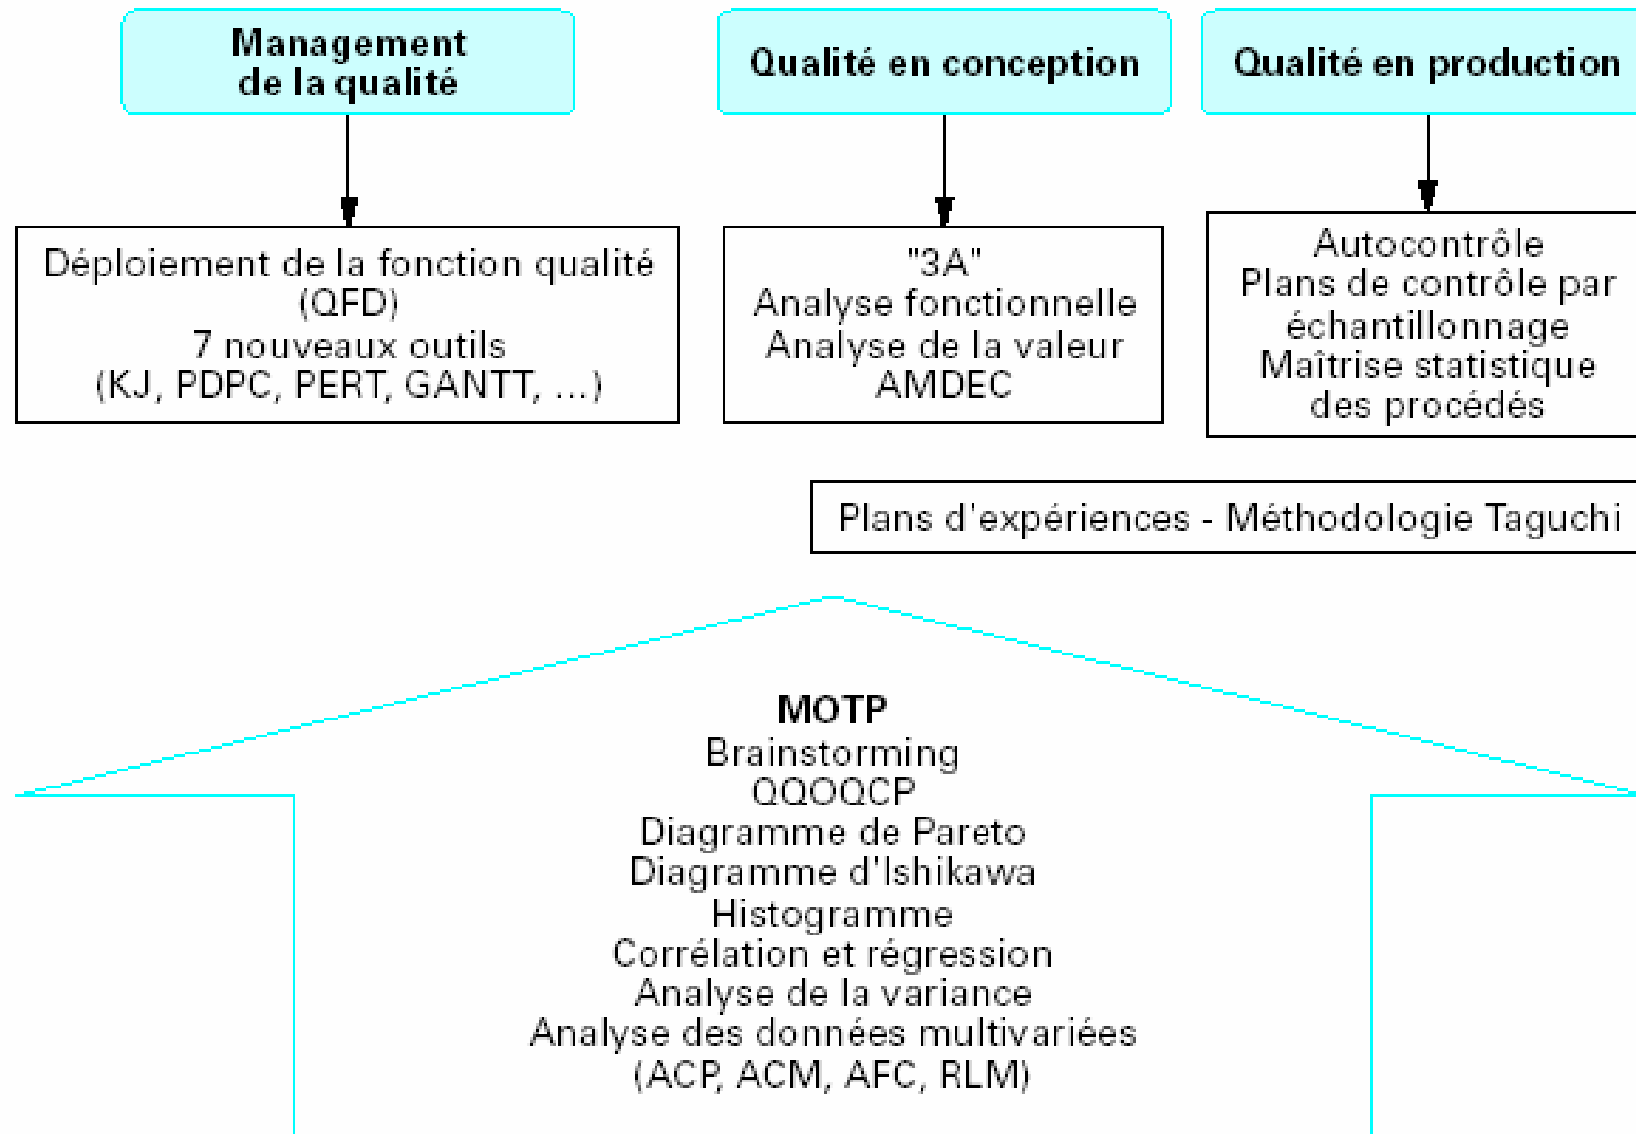 Management
de la qualité
Qualité en conception
Qualité en production
Déploiement de la fonction qualité
(QFD)
7 nouveaux outils
(KJ, PDPC, PERT, GANTT, ...)
"3A"
Analyse fonctionnelle
Analyse de la valeur
AMDEC
Autocontrôle
Plans de contrôle par
échantillonnage
Maîtrise statistique
des procédés
Plans d'expériences - Méthodologie Taguchi
MOTP
Brainstorming
QQOQCP
Diagramme de Pareto
Diagramme d'Ishikawa
Histogramme
Corrélation et régression
Analyse de la variance
Analyse des données multivariées
(ACP, ACM, AFC, RLM)